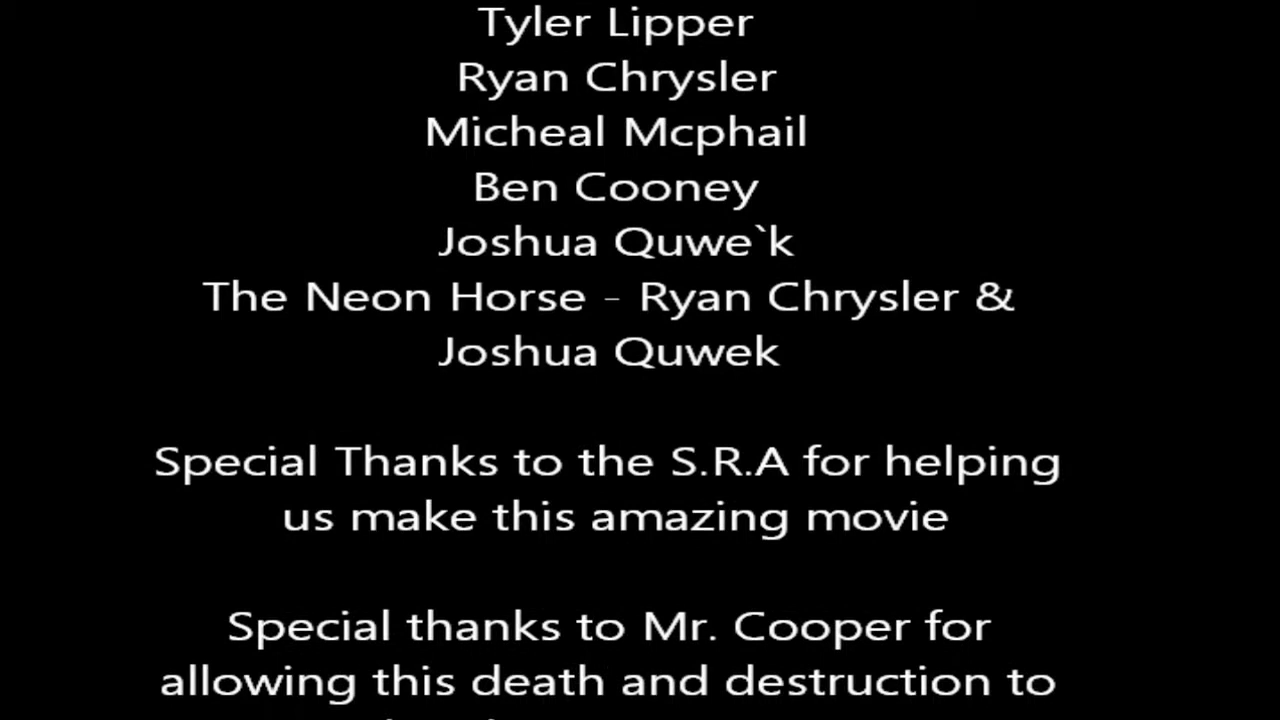 Tyler Lipper
Ryan Chrysler
Micheal Mcphail
Ben Cooney
Joshua Quwe`k
The Neon Horse - Ryan Chrysler &
Joshua Quwek
Special Thanks to the S.R.A for helping
us make this amazing movie
Special thanks to Mr. Cooper for
allowing this death and destruction to